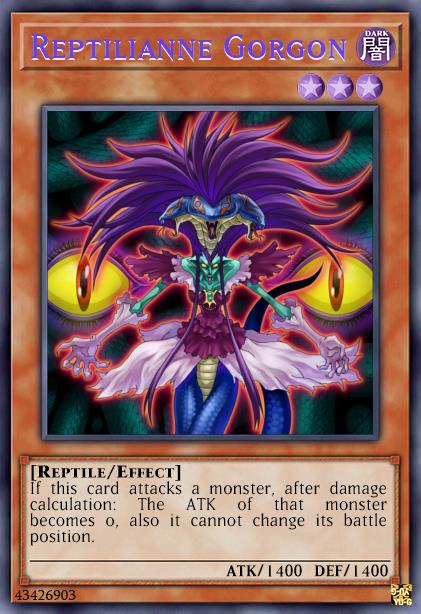 REPTILIANNE GORGON
DARK
闇
[REPTILE/EFFECT]
If this card attacks a monster, after damage
calculation: The ATK of that monster
becomes 0, also it cannot change its battle
position.
ATK/1400 DEF/1400
43426903